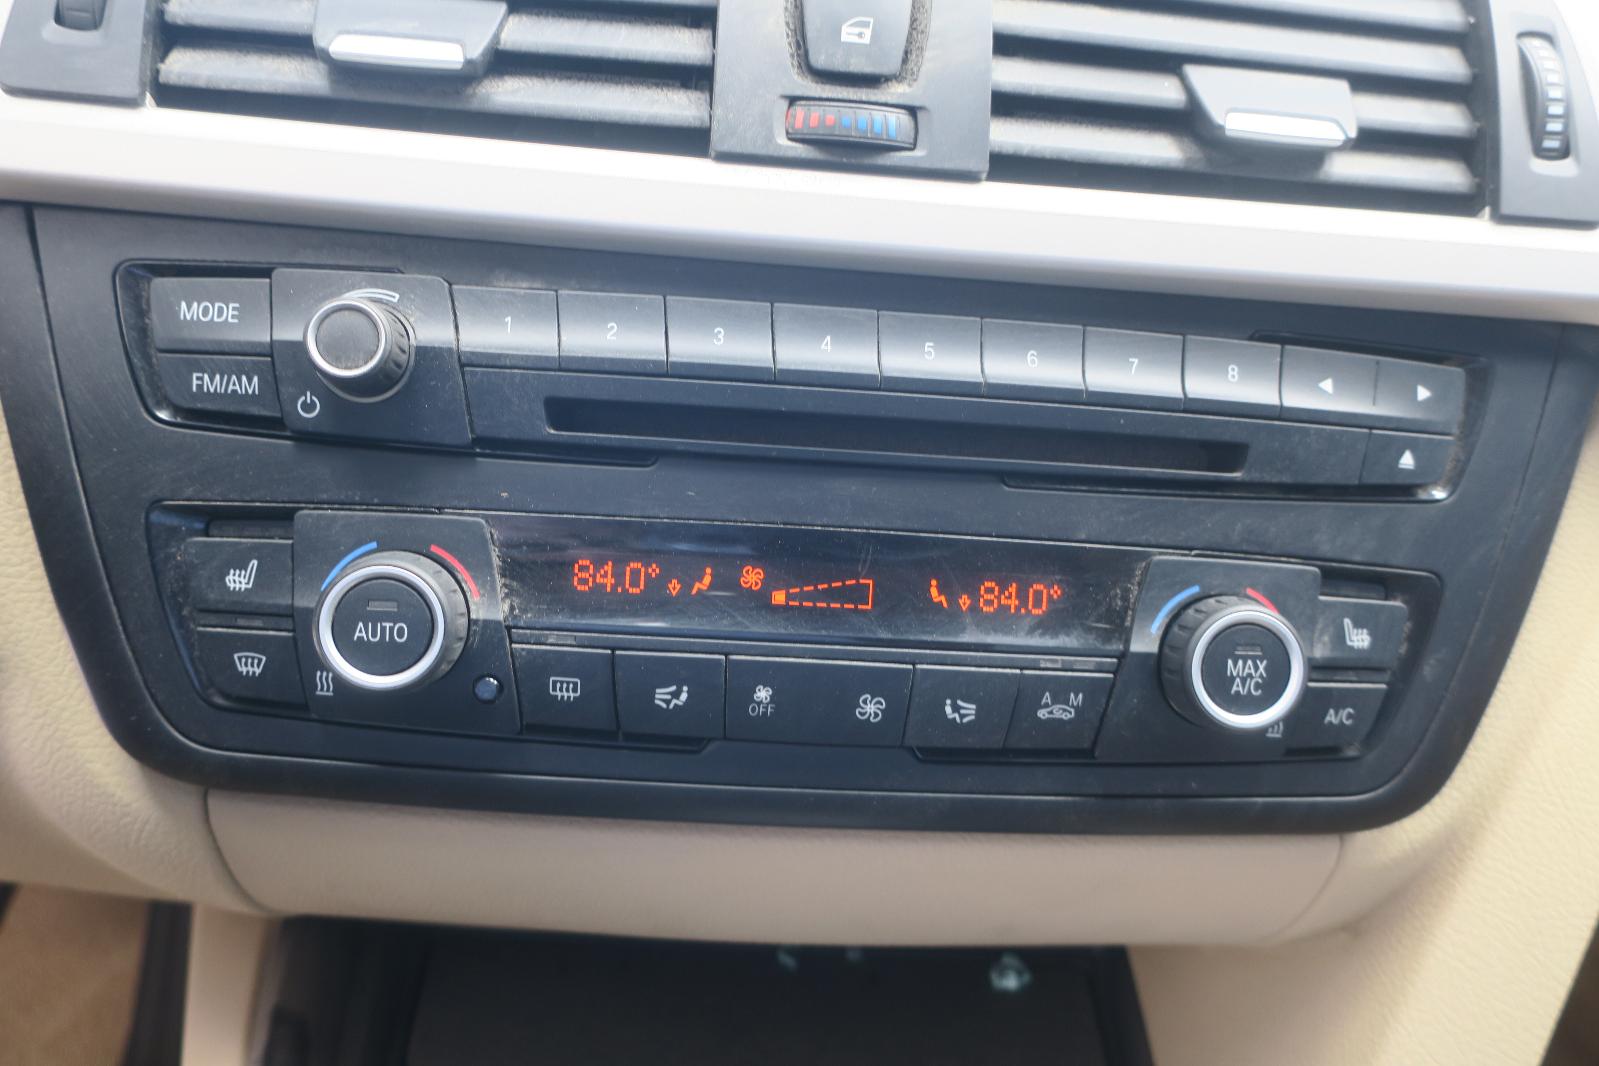 MODE
1 2 3 4 5 6 7 8
FM/AM
84.0° 84.0°
AUTO
MAX
A/C
A M
OFF
A/C